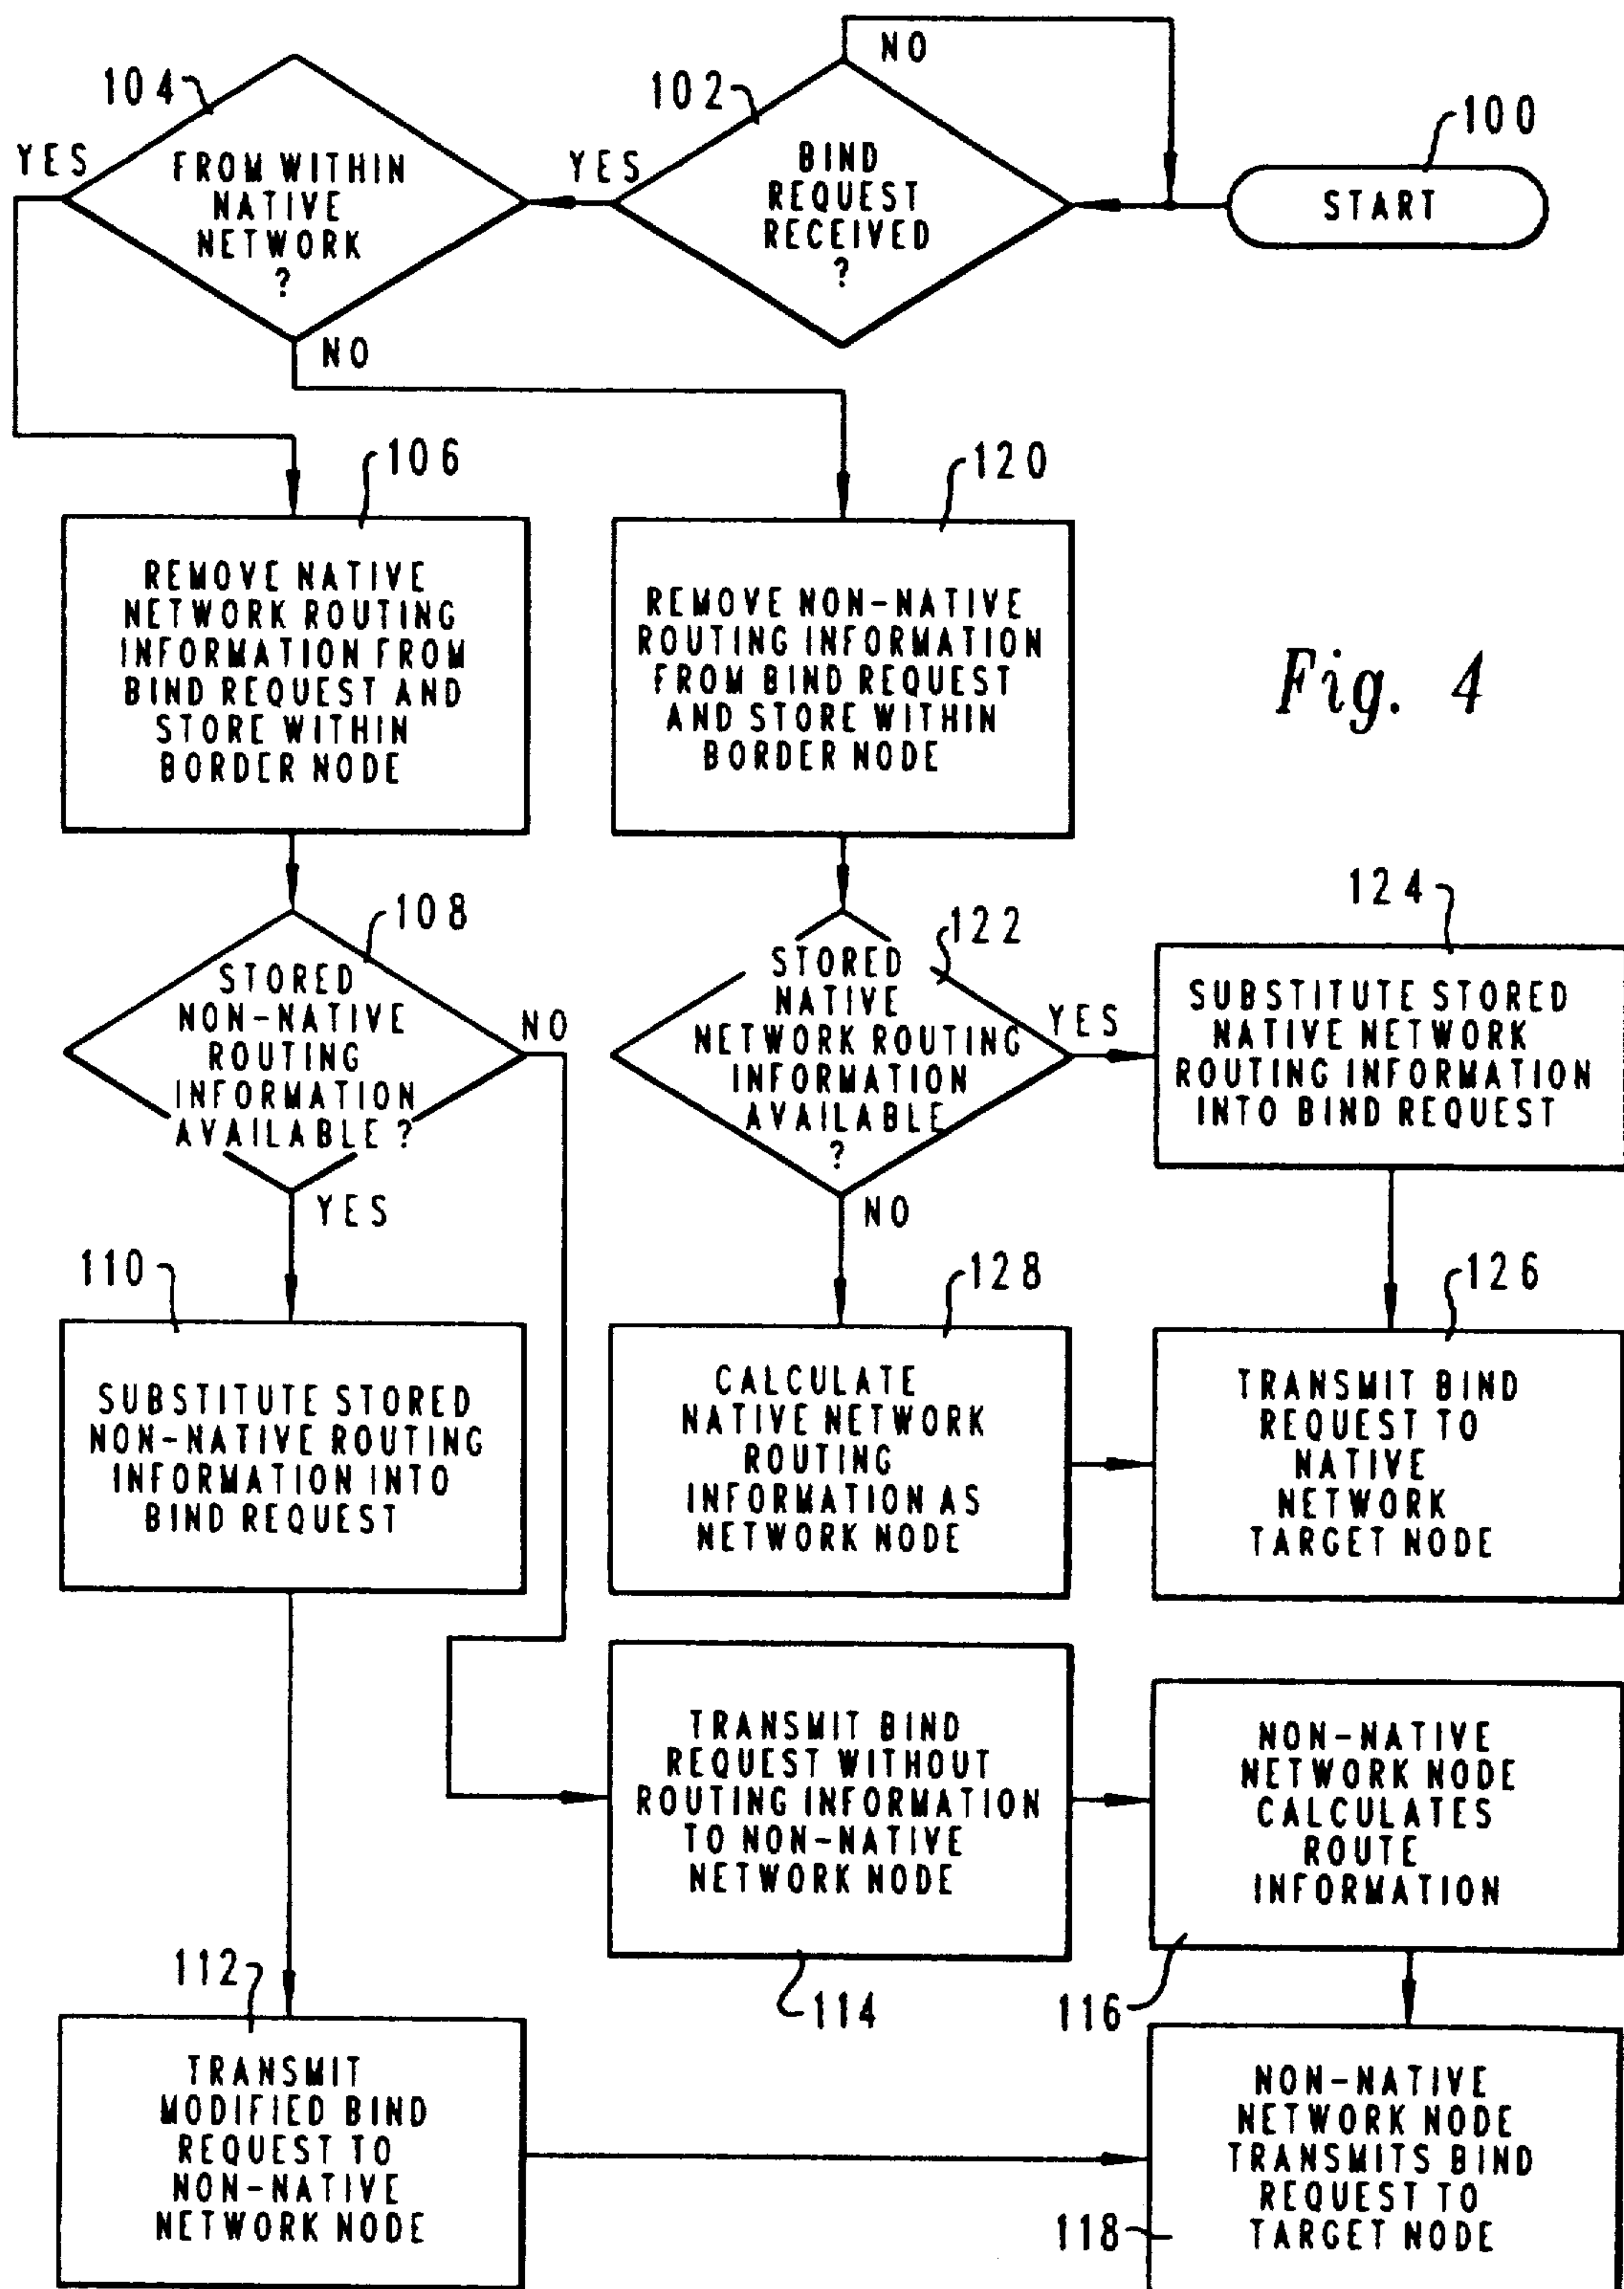 NO
104
102
100
YES
FROM WITHIN
NATIVE
NETWORK
?
YES
BIND
REQUEST
RECEIVED
?
START
NO
106
120
REMOVE NATIVE
NETWORK ROUTING
INFORMATION FROM
BIND REQUEST AND
STORE WITHIN
BORDER NODE
REMOVE NON-NATIVE
ROUTING INFORMATION
FROM BIND REQUEST
AND STORE WITHIN
BORDER NODE
Fig. 4
108
122
124
STORED
NON-NATIVE
ROUTING
INFORMATION
AVAILABLE ?
NO
STORED
NATIVE
NETWORK ROUTING
INFORMATION
AVAILABLE
?
YES
SUBSTITUTE STORED
NATIVE NETWORK
ROUTING INFORMATION
INTO BIND REQUEST
YES
NO
110
128
126
SUBSTITUTE STORED
NON-NATIVE ROUTING
INFORMATION INTO
BIND REQUEST
CALCULATE
NATIVE NETWORK
ROUTING
INFORMATION AS
NETWORK NODE
TRANSMIT BIND
REQUEST TO
NATIVE
NETWORK
TARGET NODE
TRANSMIT BIND
REQUEST WITHOUT
ROUTING INFORMATION
TO NON-NATIVE
NETWORK NODE
NON-NATIVE
NETWORK NODE
CALCULATES
ROUTE
INFORMATION
112
114
116
TRANSMIT
MODIFIED BIND
REQUEST TO
NON-NATIVE
NETWORK NODE
NON-NATIVE
NETWORK NODE
TRANSMITS BIND
REQUEST TO
TARGET NODE
118